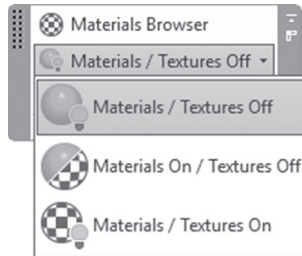 Materials Browser
Materials / Textures Off
Materials / Textures Off
Materials On / Textures Off
Materials / Textures On